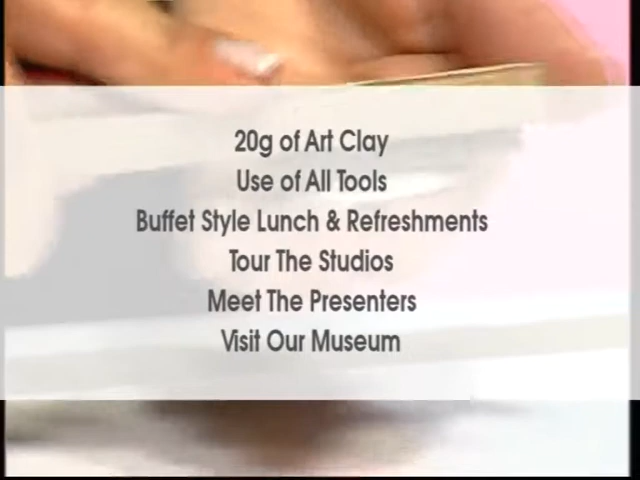 20g of Art Clay
Use of All Tools
Buffet Style Lunch & Refreshments
Tour The Studios
Meet The Presenters
Visit Our Museum